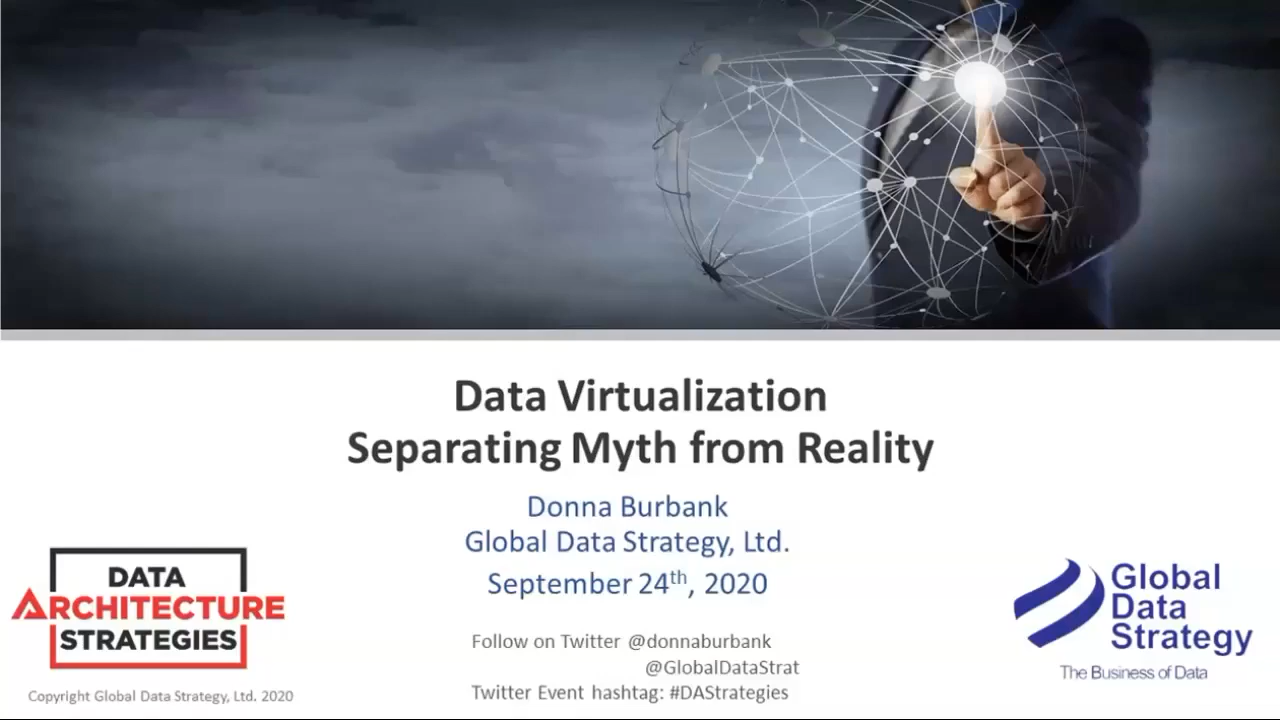 Data Virtualization
Separating Myth from Reality
Donna Burbank
Global Data Strategy, Ltd.
September 24th, 2020
Follow on Twitter @donnaburbank
@GlobalDataStrat
Twitter Event hashtag: #DAStrategies
DATA
ARCHITECTURE
STRATEGIES
Copyright Global Data Strategy, Ltd. 2020
Global
Data
Strategy
The Business of Data